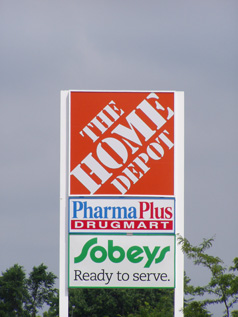 THE
HOME
DEPOT
PharmaPlus
DRUGMART
Sobeys
Ready to serve.